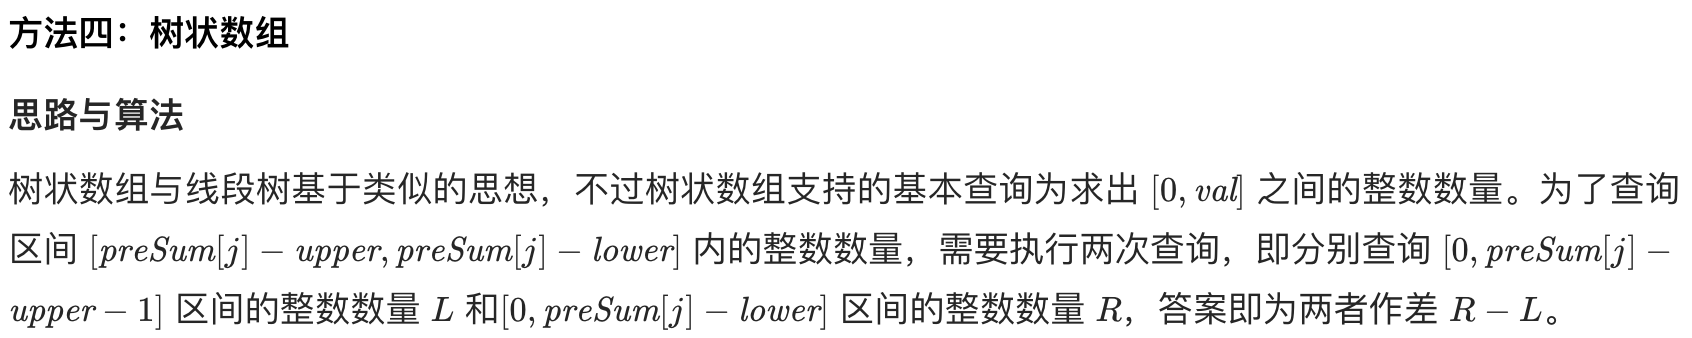 方法四：树状数组
思路与算法
树状数组与线段树基于类似的思想，不过树状数组支持的基本查询为求出 [0, val] 之间的整数数量。为了查询
区间 [preSum[j] − upper, preSum[j] − lower] 内的整数数量，需要执行两次查询，即分别查询 [0, preSum[j] −
upper − 1] 区间的整数数量 L 和[0, preSum[j] − lower] 区间的整数数量 R，答案即为两者作差 R − L。